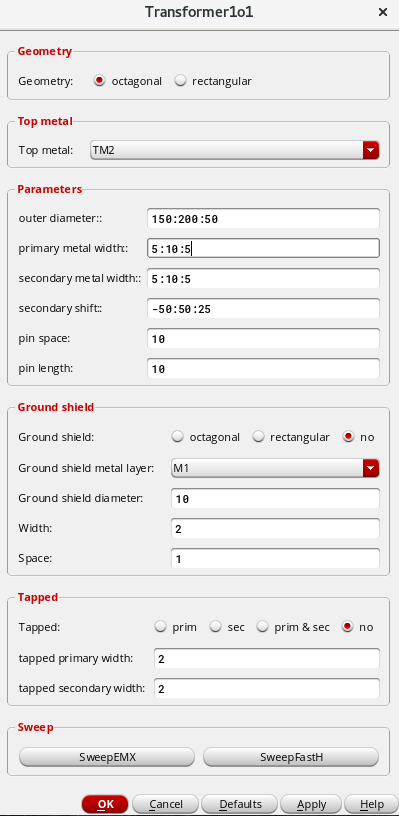 Transformer1o1 ×
Geometry
Geometry: octagonal rectangular
Top metal
Top metal: TM2
Parameters
outer diameter:: 150:200:50
primary metal width:: 5:10:5
secondary metal width:: 5:10:5
secondary shift:: -50:50:25
pin space: 10
pin length: 10
Ground shield
Ground shield: octagonal rectangular no
Ground shield metal layer: M1
Ground shield diameter: 10
Width: 2
Space: 1
Tapped
Tapped: prim sec prim & sec no
tapped primary width: 2
tapped secondary width: 2
Sweep
SweepEMX SweepFastH
OK Cancel Defaults Apply Help